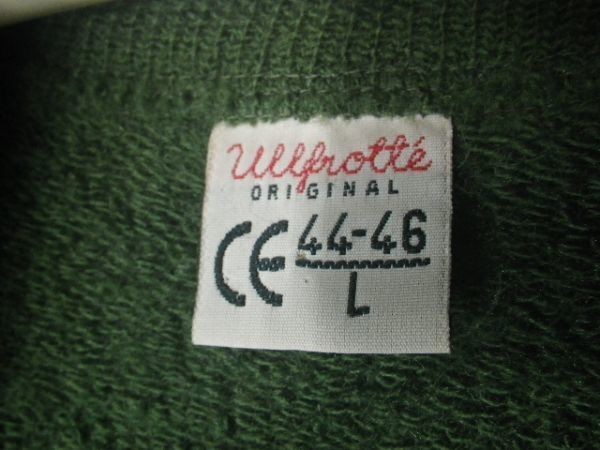 Ullfrotté
ORIGINAL
CE 44-46
L